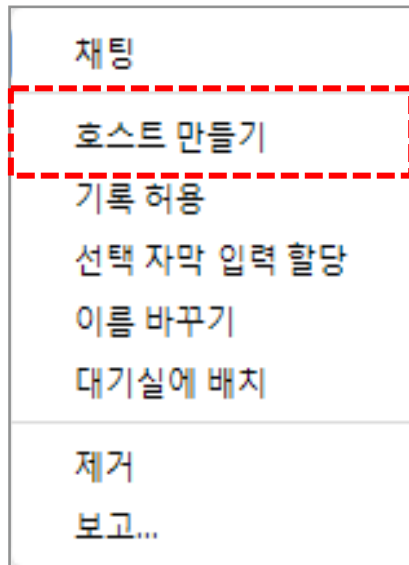 채팅
호스트 만들기
기록 허용
선택 자막 입력 할당
이름 바꾸기
대기실에 배치
제거
보고...